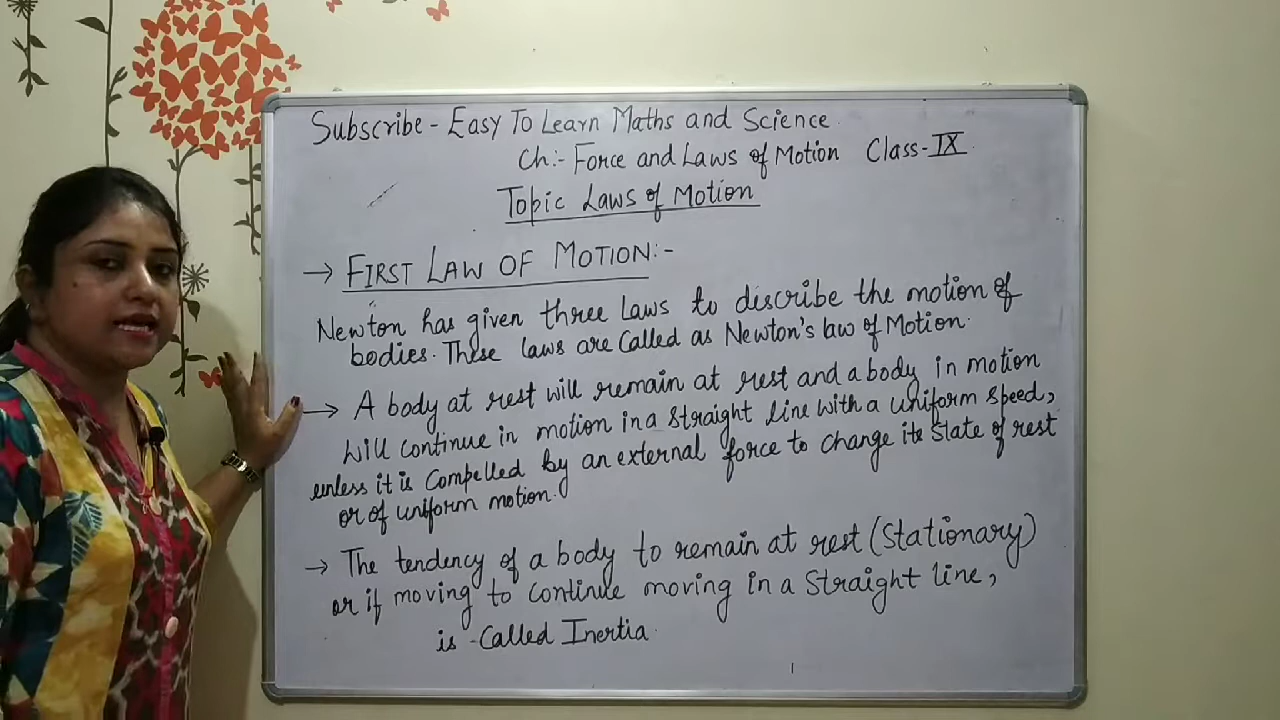 Subscribe - Easy To Learn Maths and Science
Ch:- Force and Laws of Motion Class-IX
Topic Laws of Motion
→ FIRST LAW OF MOTION:-
Newton has given three laws to describe the motion of
bodies. These laws are called as Newton's law of Motion.
→ A body at rest will remain at rest and a body in motion
will continue in motion in a straight line with a uniform speed,
unless it is compelled by an external force to change its state of rest
or of uniform motion.
→ The tendency of a body to remain at rest (Stationary)
or if moving to continue moving in a straight line,
is called Inertia